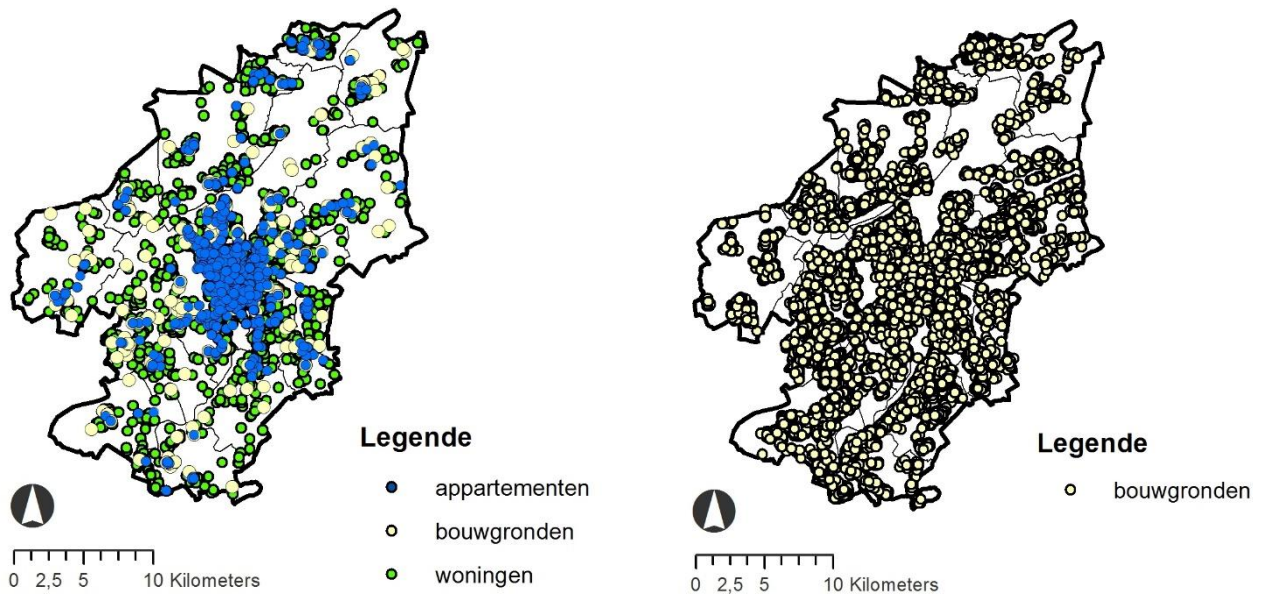 Legende
appartementen
bouwgronden
woningen
0 2,5 5 10 Kilometers
Legende
bouwgronden
0 2,5 5 10 Kilometers